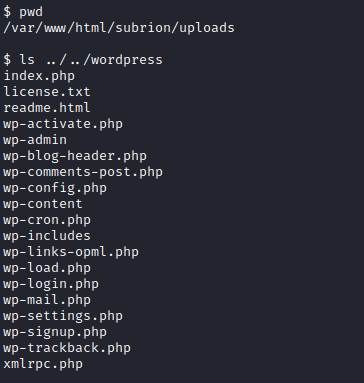 $ pwd
/var/www/html/subrion/uploads
$ ls ../../wordpress
index.php
license.txt
readme.html
wp-activate.php
wp-admin
wp-blog-header.php
wp-comments-post.php
wp-config.php
wp-content
wp-cron.php
wp-includes
wp-links-opml.php
wp-load.php
wp-login.php
wp-mail.php
wp-settings.php
wp-signup.php
wp-trackback.php
xmlrpc.php